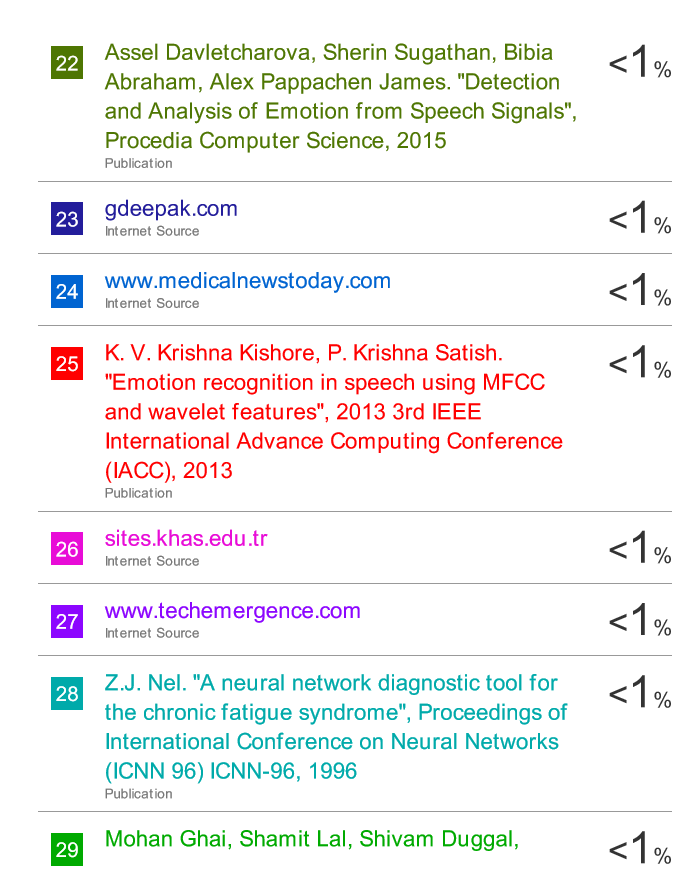 22
Assel Davletcharova, Sherin Sugathan, Bibia
Abraham, Alex Pappachen James. "Detection
and Analysis of Emotion from Speech Signals",
Procedia Computer Science, 2015
Publication
<1%
23
gdeepak.com
Internet Source
<1%
24
www.medicalnewstoday.com
Internet Source
<1%
25
K. V. Krishna Kishore, P. Krishna Satish.
"Emotion recognition in speech using MFCC
and wavelet features", 2013 3rd IEEE
International Advance Computing Conference
(IACC), 2013
Publication
<1%
26
sites.khas.edu.tr
Internet Source
<1%
27
www.techemergence.com
Internet Source
<1%
28
Z.J. Nel. "A neural network diagnostic tool for
the chronic fatigue syndrome", Proceedings of
International Conference on Neural Networks
(ICNN 96) ICNN-96, 1996
Publication
<1%
29
Mohan Ghai, Shamit Lal, Shivam Duggal,
<1%